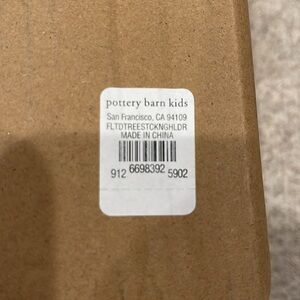 pottery barn kids
San Francisco, CA 94109
FLTDTREESTCKNGHLDR
MADE IN CHINA
912 6698392 5902